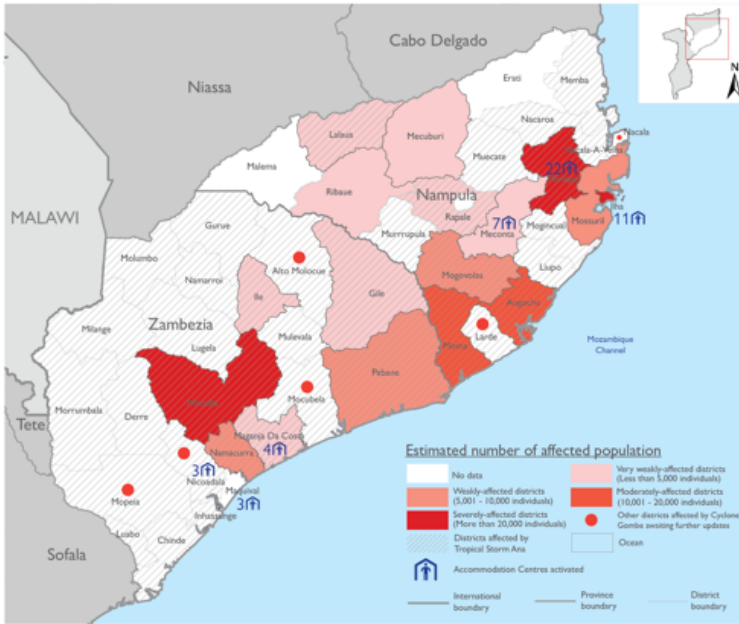 Cabo Delgado
N
Niassa
Erati
Memba
Nacaroa
Nacala
Lalaua
Mecuburi
Malema
Muecate
22
Ribaue
Nampula
MALAWI
Rapale
7
11
Ilha
Gurue
Murrrupula
Meconta
Mogincual
Mossuril
Molumbo
Alto Molocue
Liupo
Namarroi
Mogovolas
Ile
Gile
Angoche
Milange
Zambezia
Mulevala
Moma
Larde
Mozambique
Channel
Lugela
Pebane
Morrumbala
Derre
Mocubela
Tete
Maganja Da Costa
Namacurra
4
3
Nicoadala
Mopeia
Maquival
3
Inhassunge
Luabo
Chinde
Sofala
Estimated number of affected population
No data
Very weakly-affected districts
(Less than 5,000 individuals)
Weakly-affected districts
(5,001 - 10,000 individuals)
Moderately-affected districts
(10,001 - 20,000 individuals)
Severely-affected districts
(More than 20,000 individuals)
Other districts affected by Cyclone
Gombe awaiting further updates
Districts affected by
Tropical Storm Ana
Ocean
Accommodation Centres activated
International
boundary
Province
boundary
District
boundary